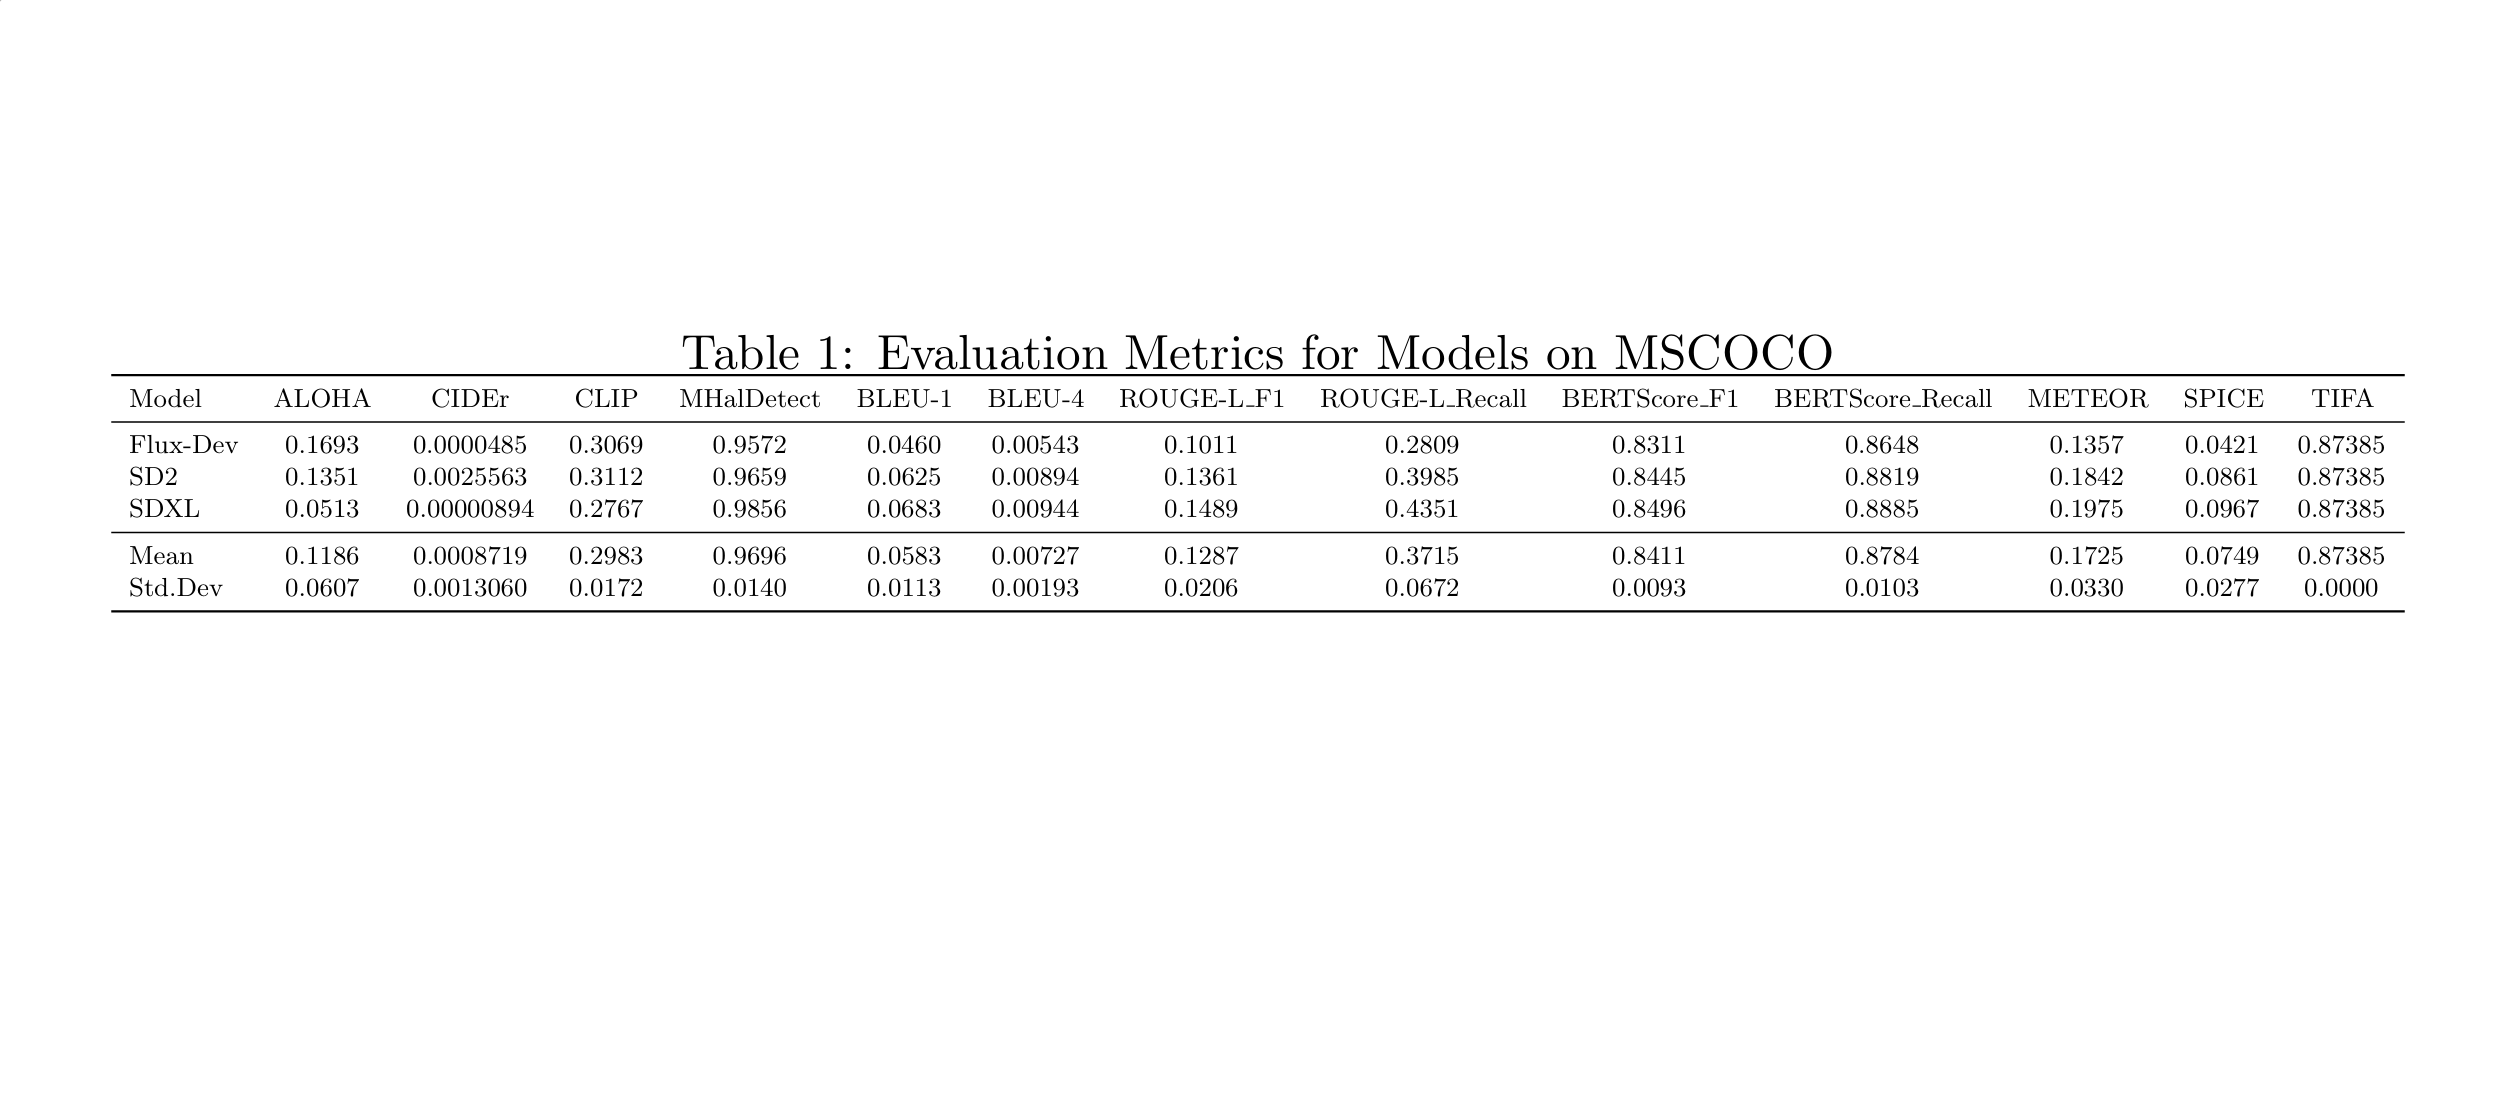 Table 1: Evaluation Metrics for Models on MSCOCO
Model ALOHA CIDEr CLIP MHalDetect BLEU-1 BLEU-4 ROUGE-L_F1 ROUGE-L_Recall BERTScore_F1 BERTScore_Recall METEOR SPICE TIFA
Flux-Dev 0.1693 0.0000485 0.3069 0.9572 0.0460 0.00543 0.1011 0.2809 0.8311 0.8648 0.1357 0.0421 0.87385
SD2 0.1351 0.0025563 0.3112 0.9659 0.0625 0.00894 0.1361 0.3985 0.8445 0.8819 0.1842 0.0861 0.87385
SDXL 0.0513 0.00000894 0.2767 0.9856 0.0683 0.00944 0.1489 0.4351 0.8496 0.8885 0.1975 0.0967 0.87385
Mean 0.1186 0.0008719 0.2983 0.9696 0.0583 0.00727 0.1287 0.3715 0.8411 0.8784 0.1725 0.0749 0.87385
Std.Dev 0.0607 0.0013060 0.0172 0.0140 0.0113 0.00193 0.0206 0.0672 0.0093 0.0103 0.0330 0.0277 0.0000